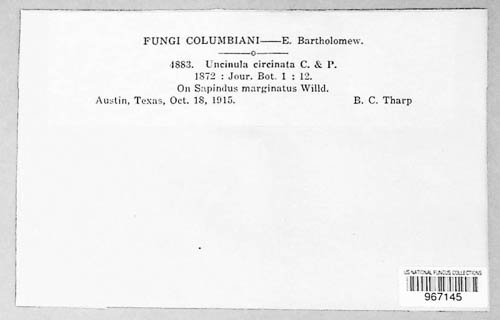 FUNGI COLUMBIANI—E. Bartholomew.
4883. Uncinula circinata C. & P.
1872 : Jour. Bot. 1 : 12.
On Sapindus marginatus Willd.
Austin, Texas, Oct. 18, 1915. B. C. Tharp
US NATIONAL FUNGUS COLLECTIONS
967145